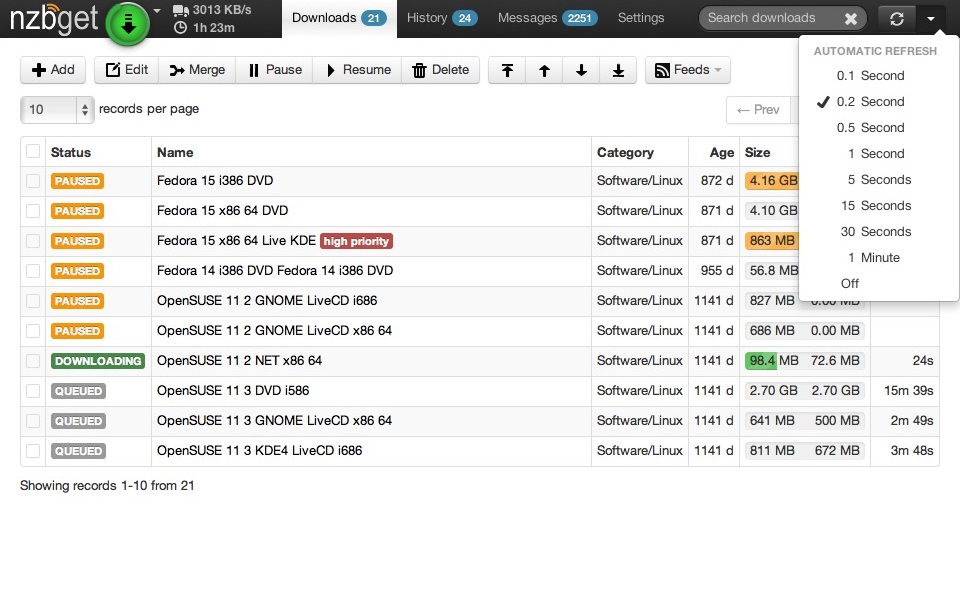 nzbget
3013 KB/s
1h 23m
Downloads 21
History 24
Messages 2251
Settings
Search downloads
Add
Edit
Merge
Pause
Resume
Delete
Feeds
AUTOMATIC REFRESH
0.1 Second
0.2 Second
0.5 Second
1 Second
5 Seconds
15 Seconds
30 Seconds
1 Minute
Off
10 records per page
← Prev
Status Name Category Age Size
PAUSED Fedora 15 i386 DVD Software/Linux 872 d 4.16 GB
PAUSED Fedora 15 x86 64 DVD Software/Linux 871 d 4.10 GB
PAUSED Fedora 15 x86 64 Live KDE high priority Software/Linux 871 d 863 MB
PAUSED Fedora 14 i386 DVD Fedora 14 i386 DVD Software/Linux 955 d 56.8 MB
PAUSED OpenSUSE 11 2 GNOME LiveCD i686 Software/Linux 1141 d 827 MB 0.00 MB
PAUSED OpenSUSE 11 2 GNOME LiveCD x86 64 Software/Linux 1141 d 686 MB 0.00 MB
DOWNLOADING OpenSUSE 11 2 NET x86 64 Software/Linux 1141 d 98.4 MB 72.6 MB 24s
QUEUED OpenSUSE 11 3 DVD i586 Software/Linux 1141 d 2.70 GB 2.70 GB 15m 39s
QUEUED OpenSUSE 11 3 GNOME LiveCD x86 64 Software/Linux 1141 d 641 MB 500 MB 2m 49s
QUEUED OpenSUSE 11 3 KDE4 LiveCD i686 Software/Linux 1141 d 811 MB 672 MB 3m 48s
Showing records 1-10 from 21